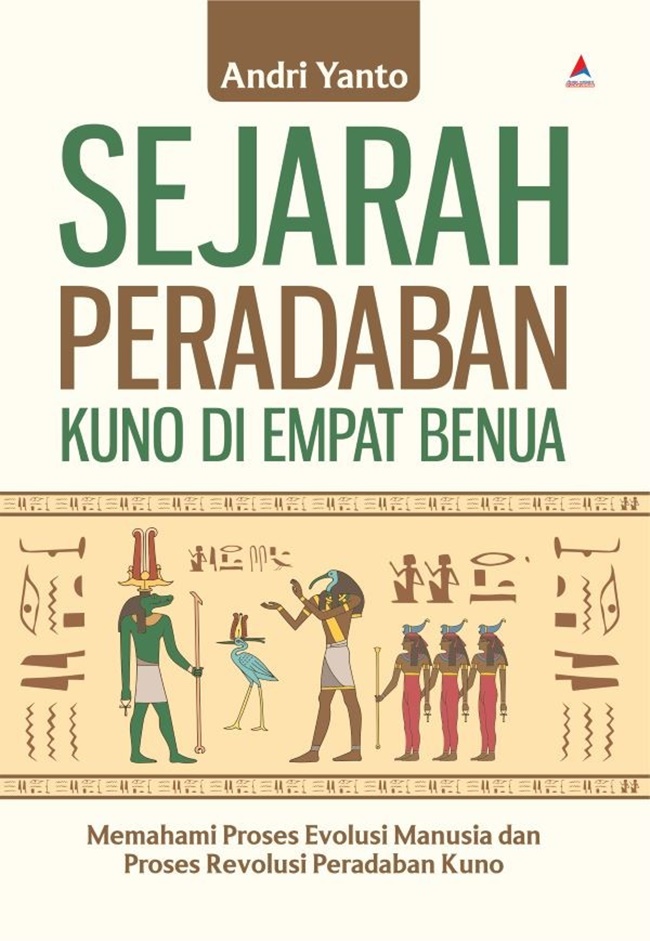 Andri Yanto
SEJARAH
PERADABAN
KUNO DI EMPAT BENUA
Memahami Proses Evolusi Manusia dan
Proses Revolusi Peradaban Kuno